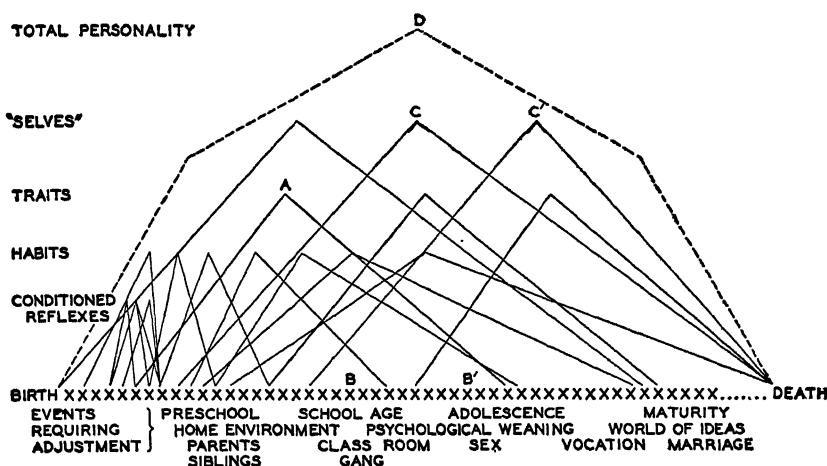 D
TOTAL PERSONALITY
"SELVES"
C
C'
TRAITS
A
HABITS
CONDITIONED
REFLEXES
B B'
BIRTH XXXXXXXXXXXXXXXXXXXXXXXXXXXXXXXXXXXXXXXXXXXXXXXXXX....... DEATH
EVENTS PRESCHOOL SCHOOL AGE ADOLESCENCE MATURITY
REQUIRING HOME ENVIRONMENT PSYCHOLOGICAL WEANING WORLD OF IDEAS
ADJUSTMENT PARENTS CLASS ROOM SEX VOCATION MARRIAGE
SIBLINGS GANG